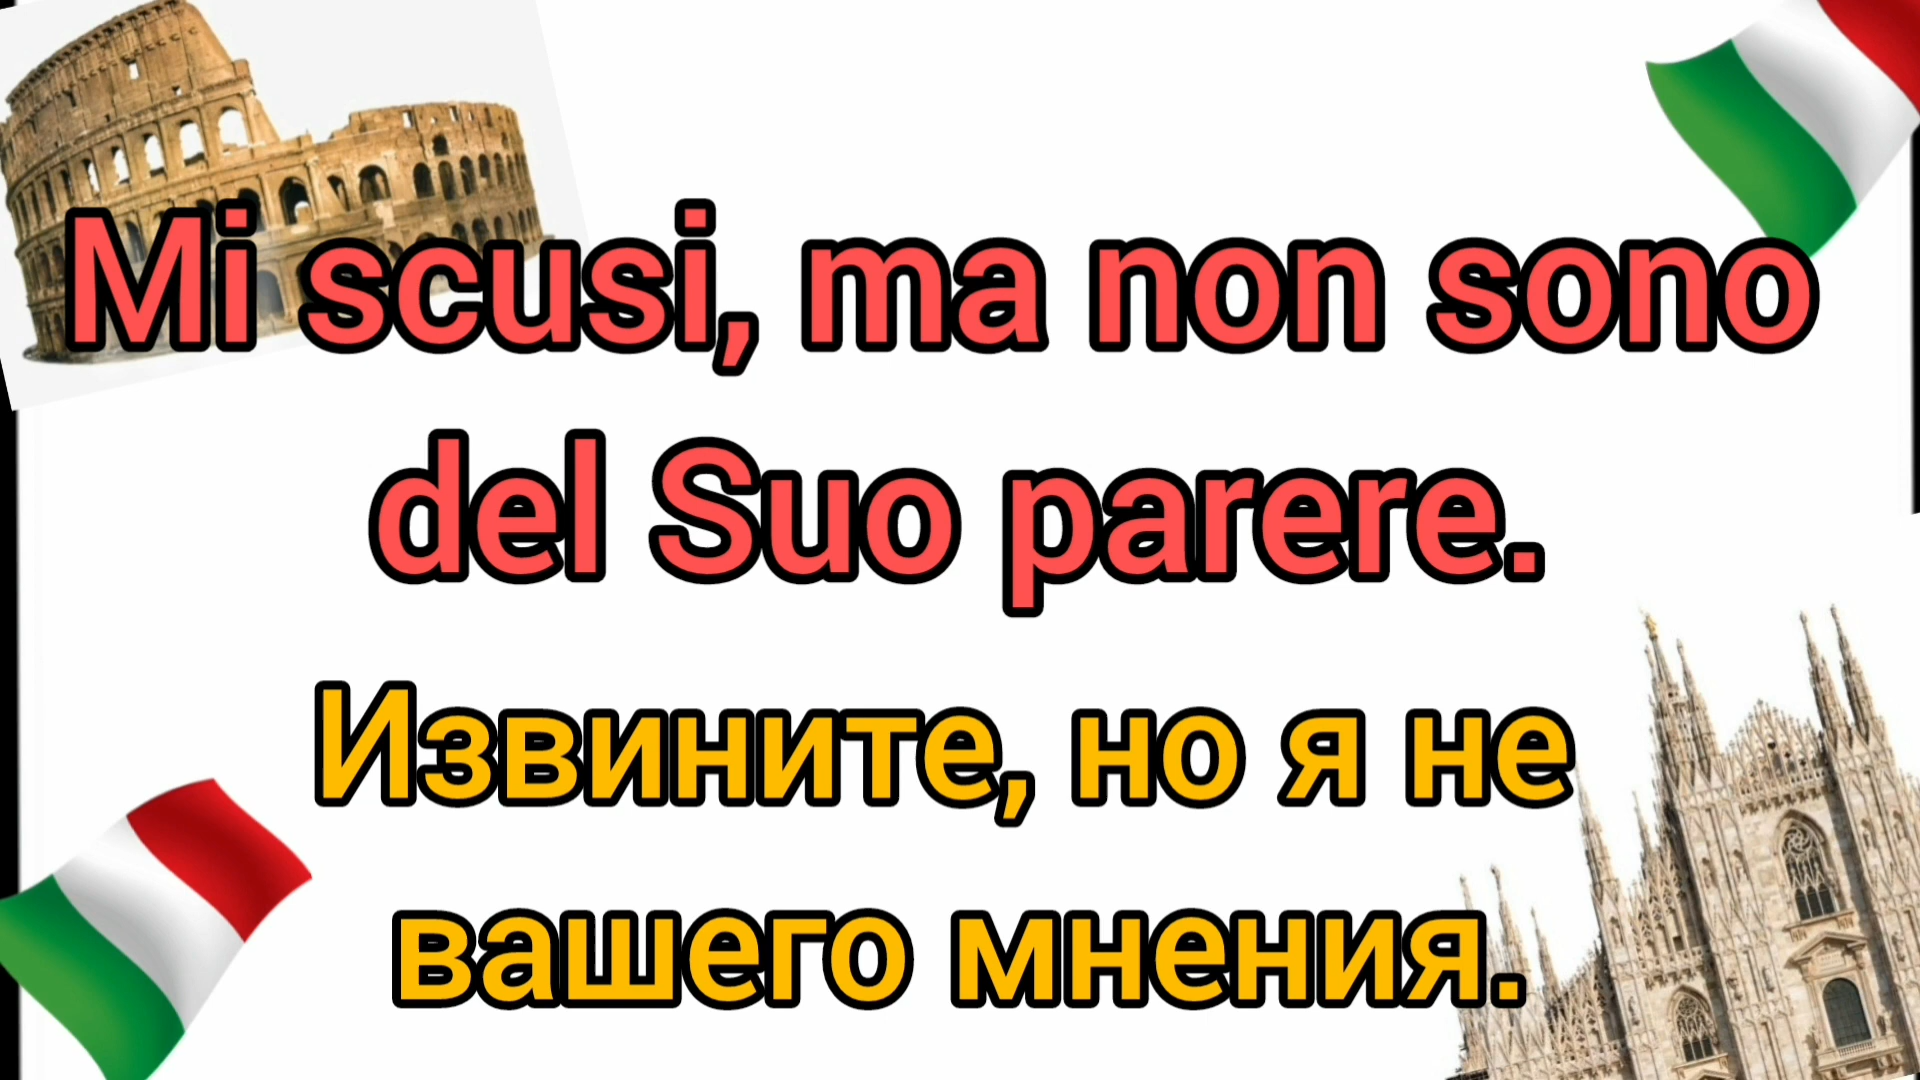 Mi scusi, ma non sono
del Suo parere.
Извините, но я не
вашего мнения.